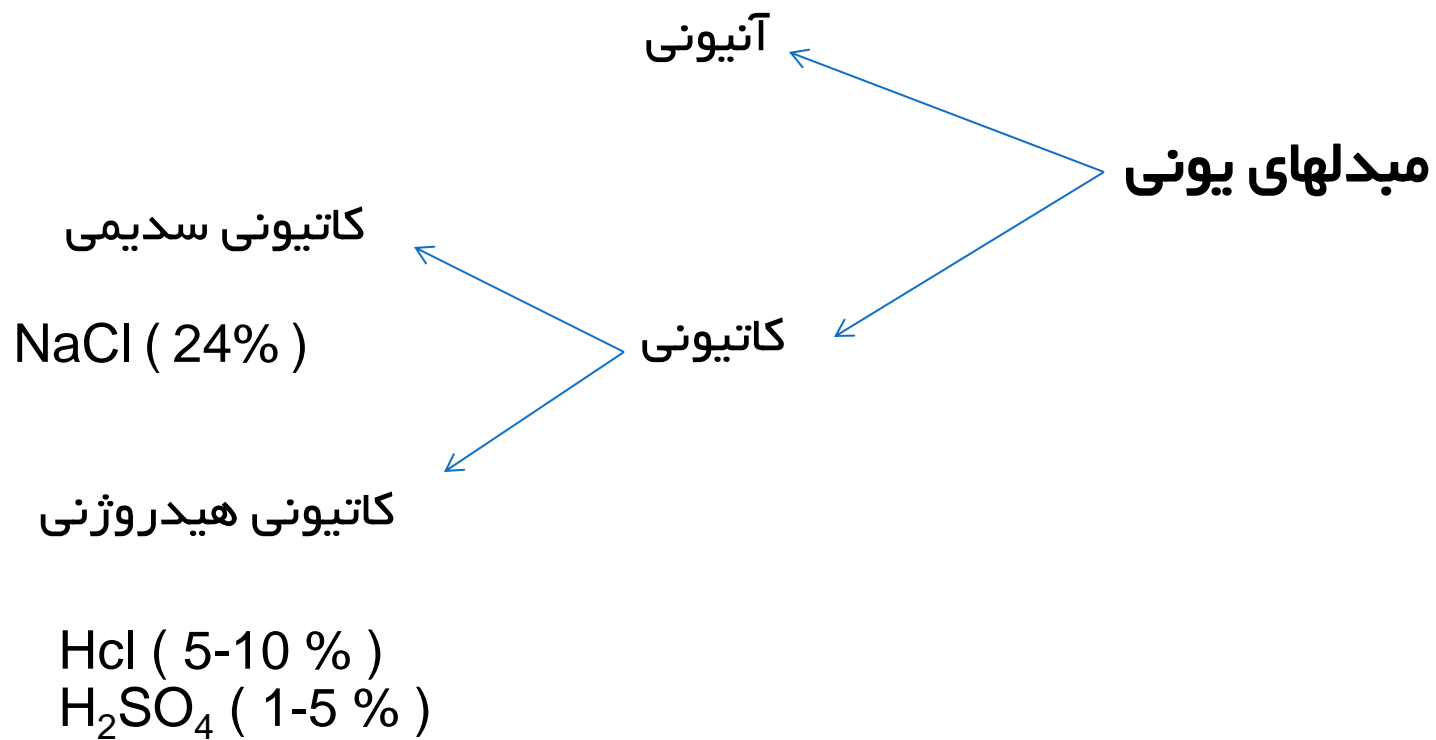 آنیونی
مبدلهای یونی
کاتیونی سدیمی
NaCl ( 24% )
کاتیونی
کاتیونی هیدروژنی
Hcl ( 5-10 % )
H₂SO₄ ( 1-5 % )